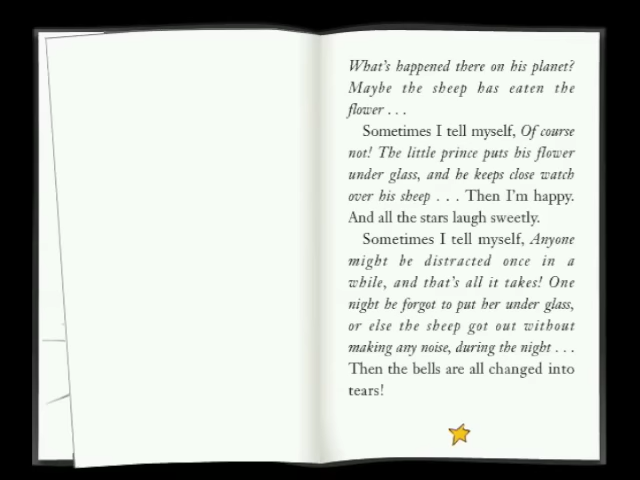 What's happened there on his planet?
Maybe the sheep has eaten the
flower . . .
Sometimes I tell myself, Of course
not! The little prince puts his flower
under glass, and he keeps close watch
over his sheep . . . Then I'm happy.
And all the stars laugh sweetly.
Sometimes I tell myself, Anyone
might be distracted once in a
while, and that's all it takes! One
night he forgot to put her under glass,
or else the sheep got out without
making any noise, during the night . . .
Then the bells are all changed into
tears!